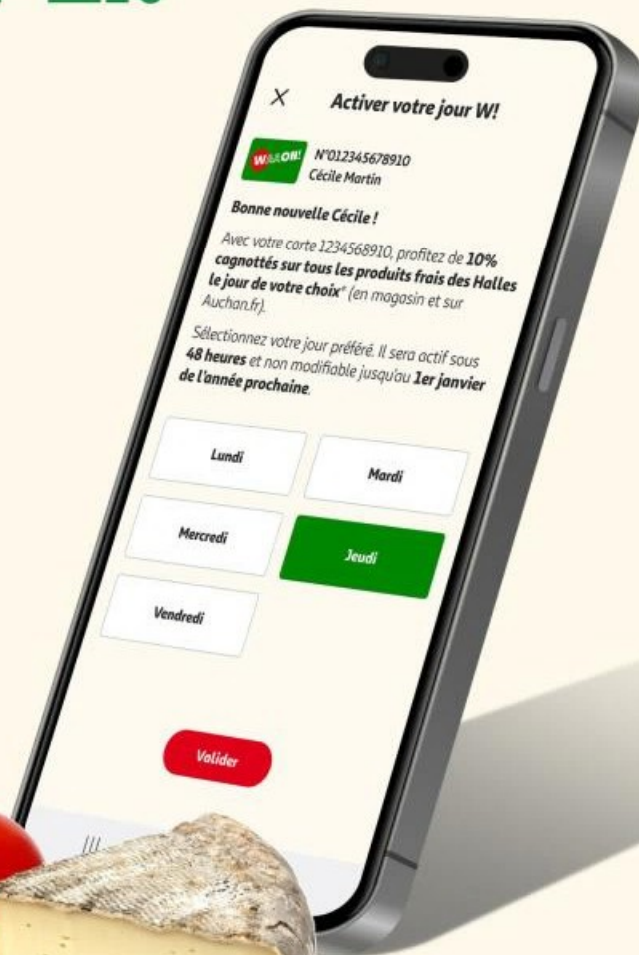 Activer votre jour W!
WAAOH!
N°012345678910
Cécile Martin
Bonne nouvelle Cécile !
Avec votre carte 1234568910, profitez de 10%
cagnottés sur tous les produits frais des Halles
le jour de votre choix* (en magasin et sur
Auchan.fr).
Sélectionnez votre jour préféré. Il sera actif sous
48 heures et non modifiable jusqu'au 1er janvier
de l'année prochaine.
Lundi
Mardi
Mercredi
Jeudi
Vendredi
Valider